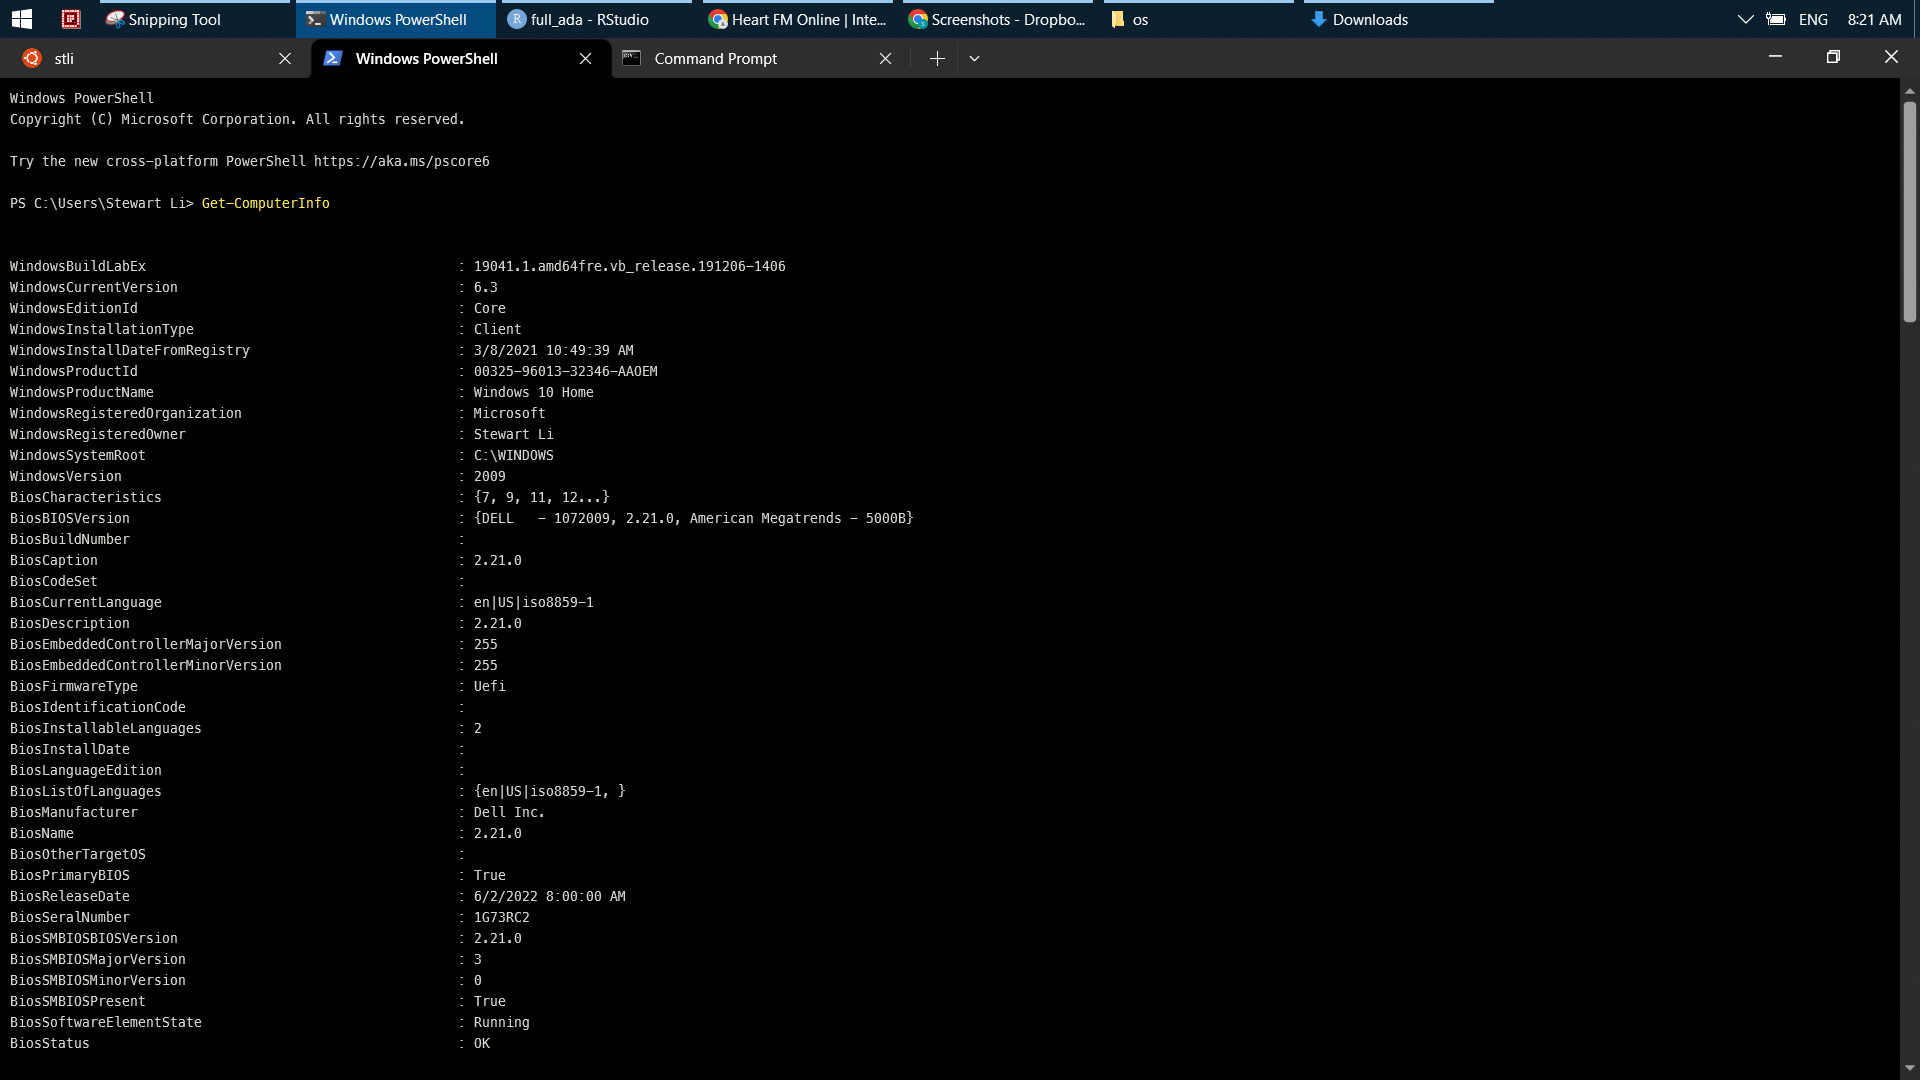 Snipping Tool
Windows PowerShell
full_ada - RStudio
Heart FM Online | Inte...
Screenshots - Dropbo...
os
Downloads
ENG
8:21 AM
stli
Windows PowerShell
Command Prompt
Windows PowerShell
Copyright (C) Microsoft Corporation. All rights reserved.
Try the new cross-platform PowerShell https://aka.ms/pscore6
PS C:\Users\Stewart Li> Get-ComputerInfo
WindowsBuildLabEx : 19041.1.amd64fre.vb_release.191206-1406
WindowsCurrentVersion : 6.3
WindowsEditionId : Core
WindowsInstallationType : Client
WindowsInstallDateFromRegistry : 3/8/2021 10:49:39 AM
WindowsProductId : 00325-96013-32346-AAOEM
WindowsProductName : Windows 10 Home
WindowsRegisteredOrganization : Microsoft
WindowsRegisteredOwner : Stewart Li
WindowsSystemRoot : C:\WINDOWS
WindowsVersion : 2009
BiosCharacteristics : {7, 9, 11, 12...}
BiosBIOSVersion : {DELL   - 1072009, 2.21.0, American Megatrends - 5000B}
BiosBuildNumber :
BiosCaption : 2.21.0
BiosCodeSet :
BiosCurrentLanguage : en|US|iso8859-1
BiosDescription : 2.21.0
BiosEmbeddedControllerMajorVersion : 255
BiosEmbeddedControllerMinorVersion : 255
BiosFirmwareType : Uefi
BiosIdentificationCode :
BiosInstallableLanguages : 2
BiosInstallDate :
BiosLanguageEdition :
BiosListOfLanguages : {en|US|iso8859-1, }
BiosManufacturer : Dell Inc.
BiosName : 2.21.0
BiosOtherTargetOS :
BiosPrimaryBIOS : True
BiosReleaseDate : 6/2/2022 8:00:00 AM
BiosSeralNumber : 1G73RC2
BiosSMBIOSBIOSVersion : 2.21.0
BiosSMBIOSMajorVersion : 3
BiosSMBIOSMinorVersion : 0
BiosSMBIOSPresent : True
BiosSoftwareElementState : Running
BiosStatus : OK